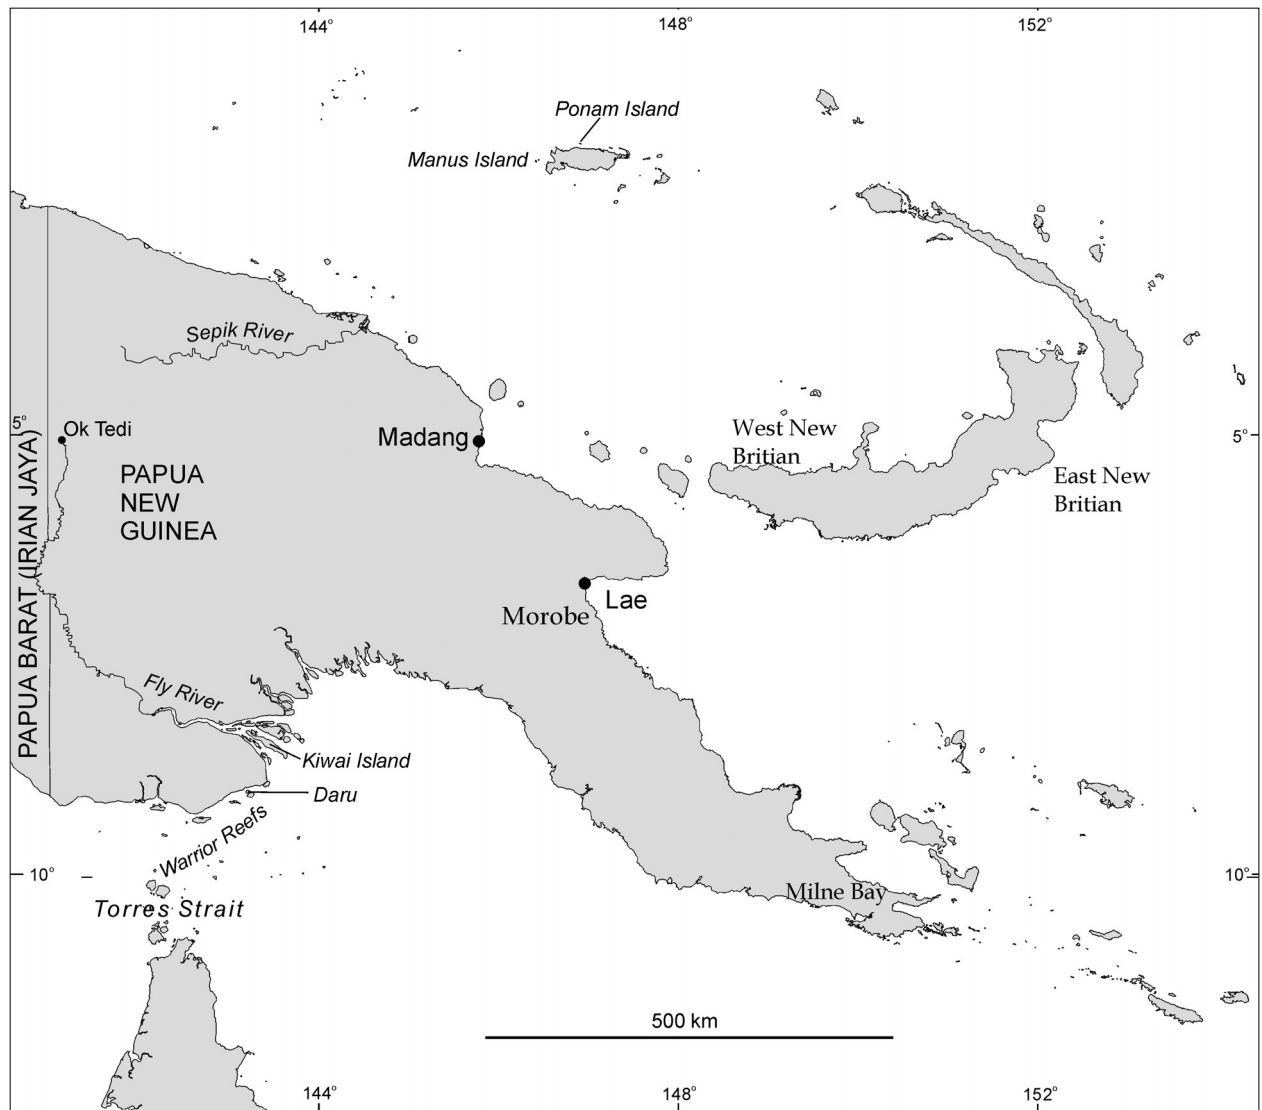 144°
148°
152°
Ponam Island
Manus Island
Sepik River
5°
Ok Tedi
Madang
West New
Britian
5°
PAPUA
NEW
GUINEA
East New
Britian
PAPUA BARAT (IRIAN JAYA)
Lae
Morobe
Fly River
Kiwai Island
Daru
Warrior Reefs
10°
10°
Milne Bay
Torres Strait
500 km
144°
148°
152°